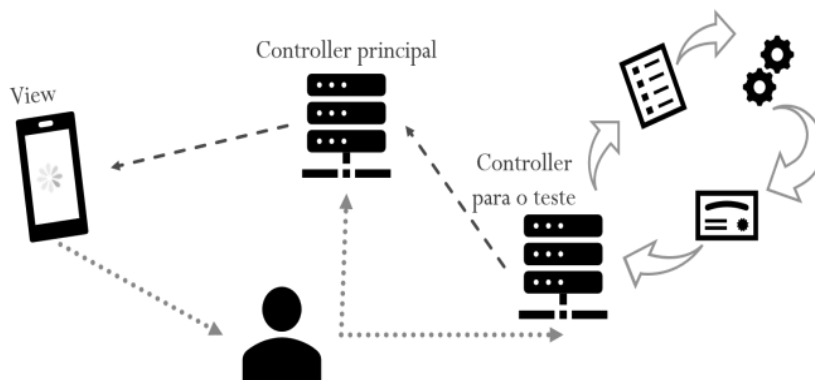 Controller principal
View
Controller
para o teste